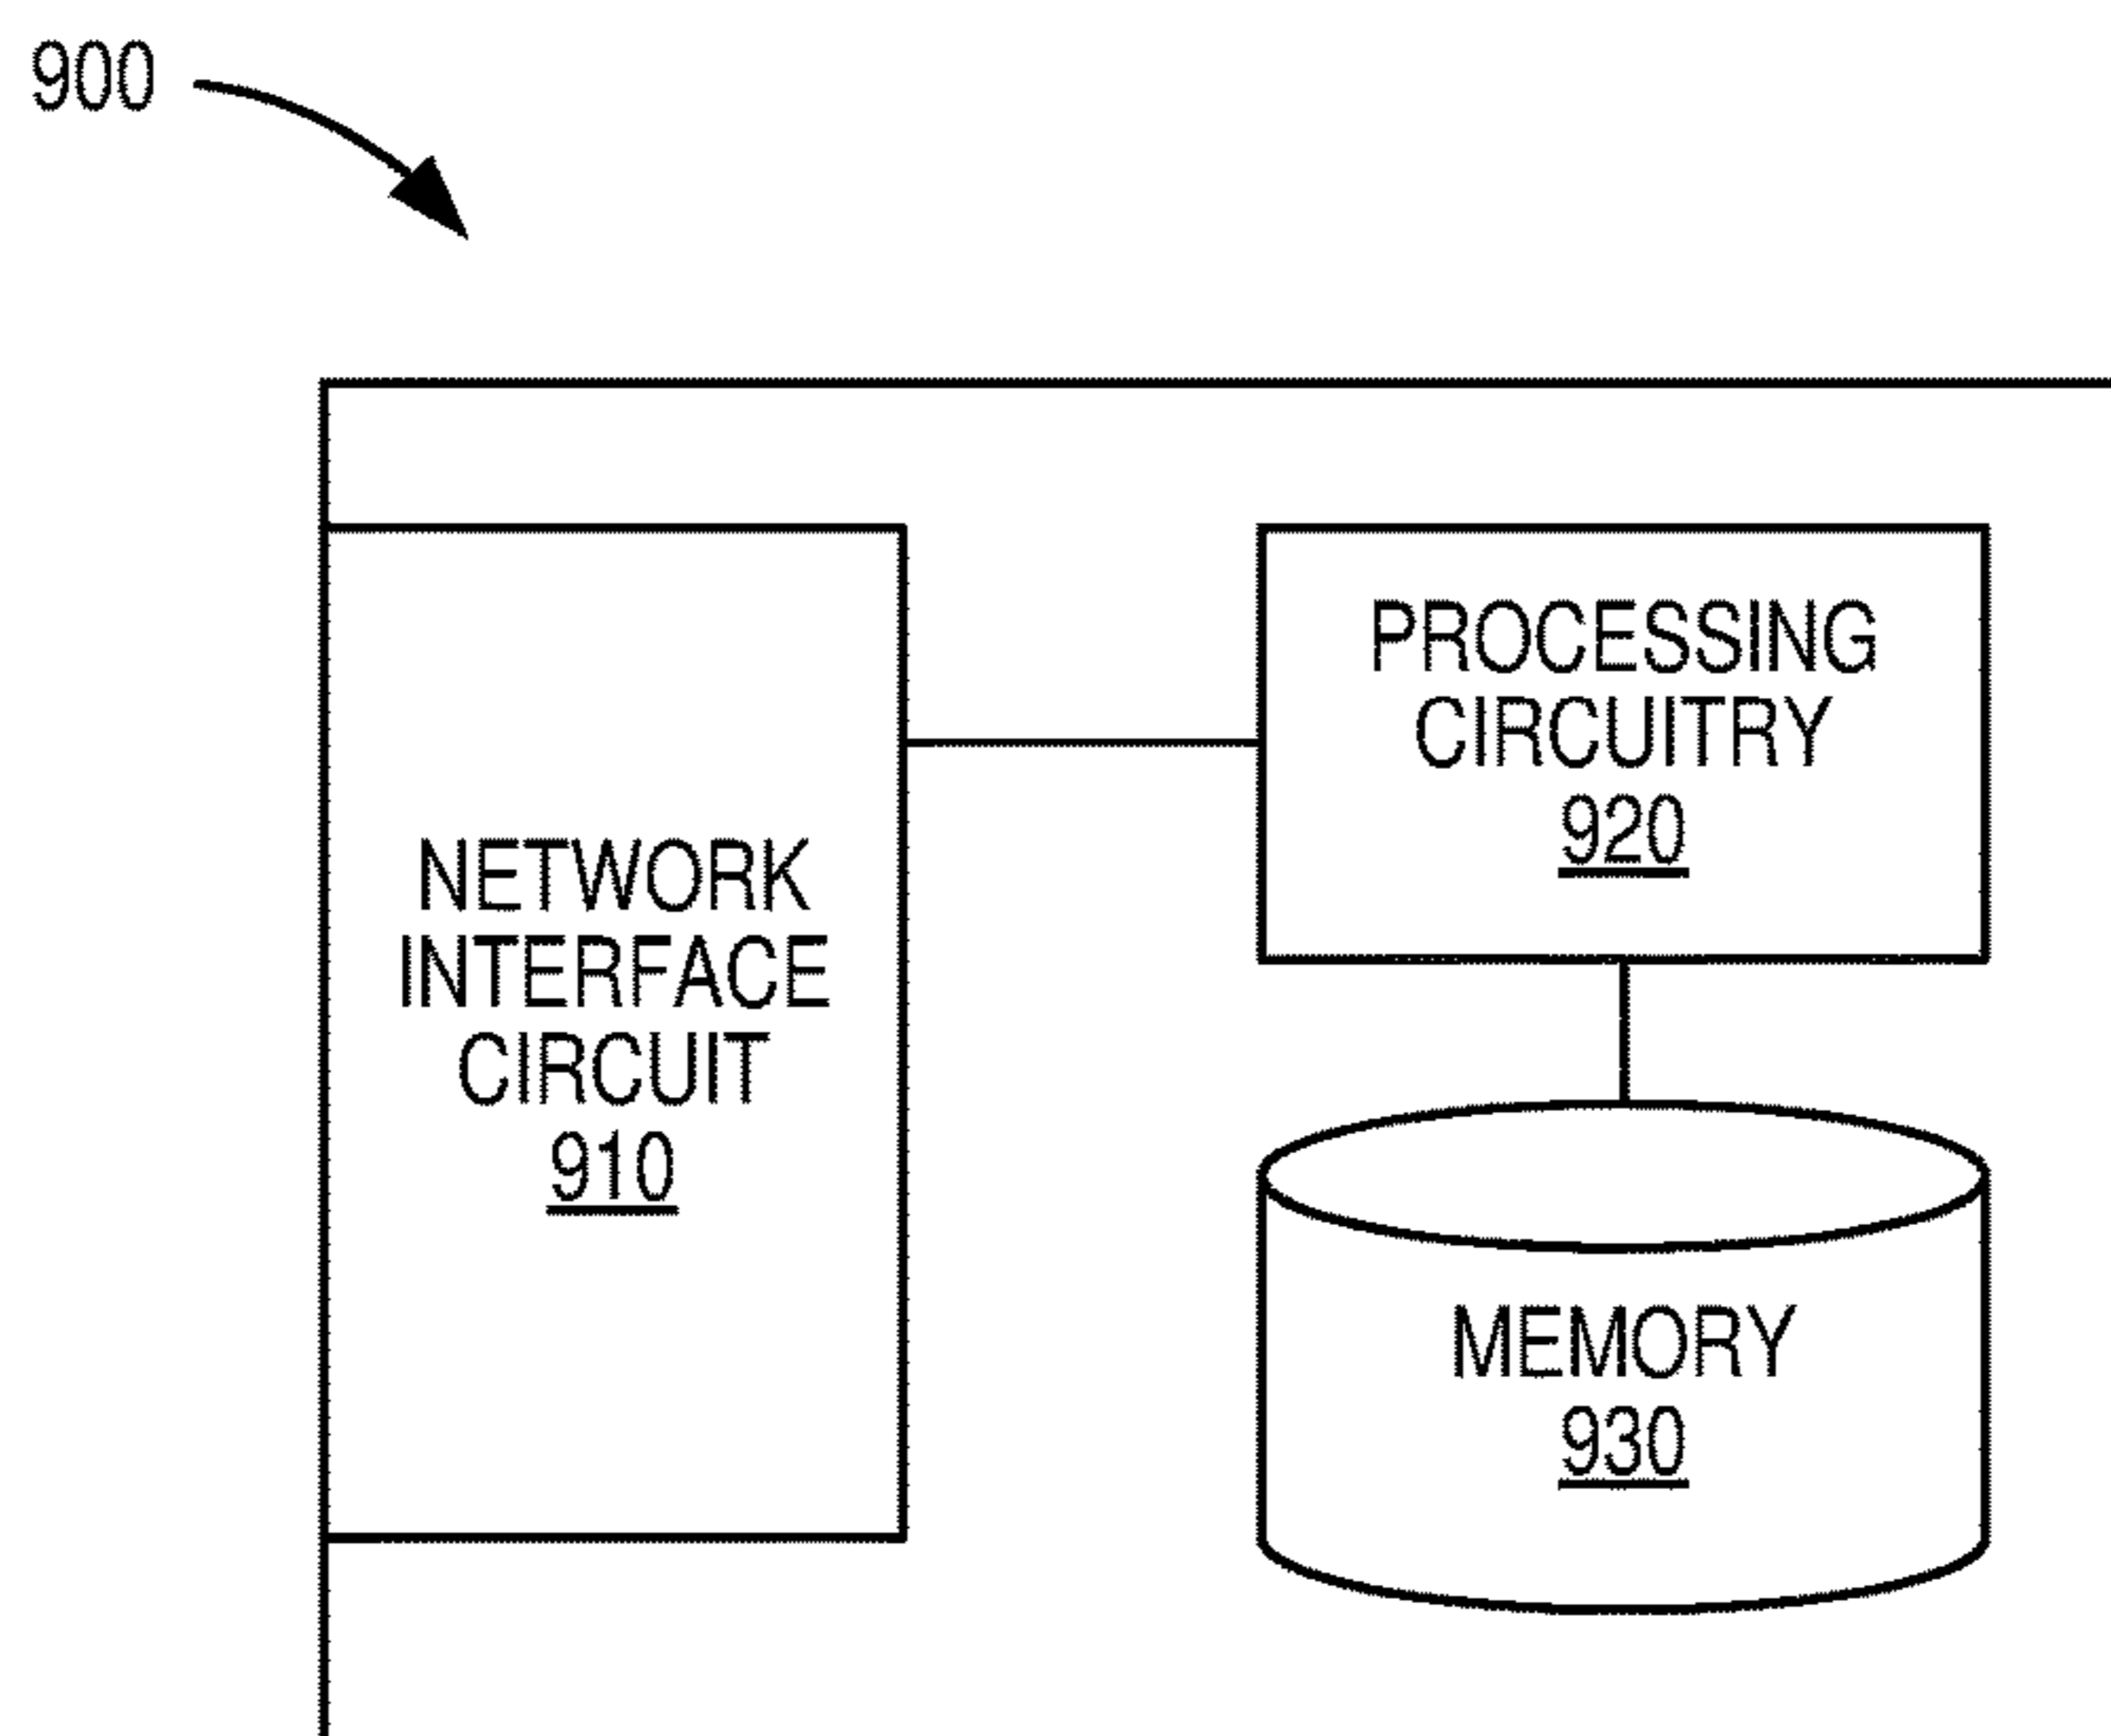 900
PROCESSING
CIRCUITRY
920
NETWORK
INTERFACE
CIRCUIT
910
MEMORY
930